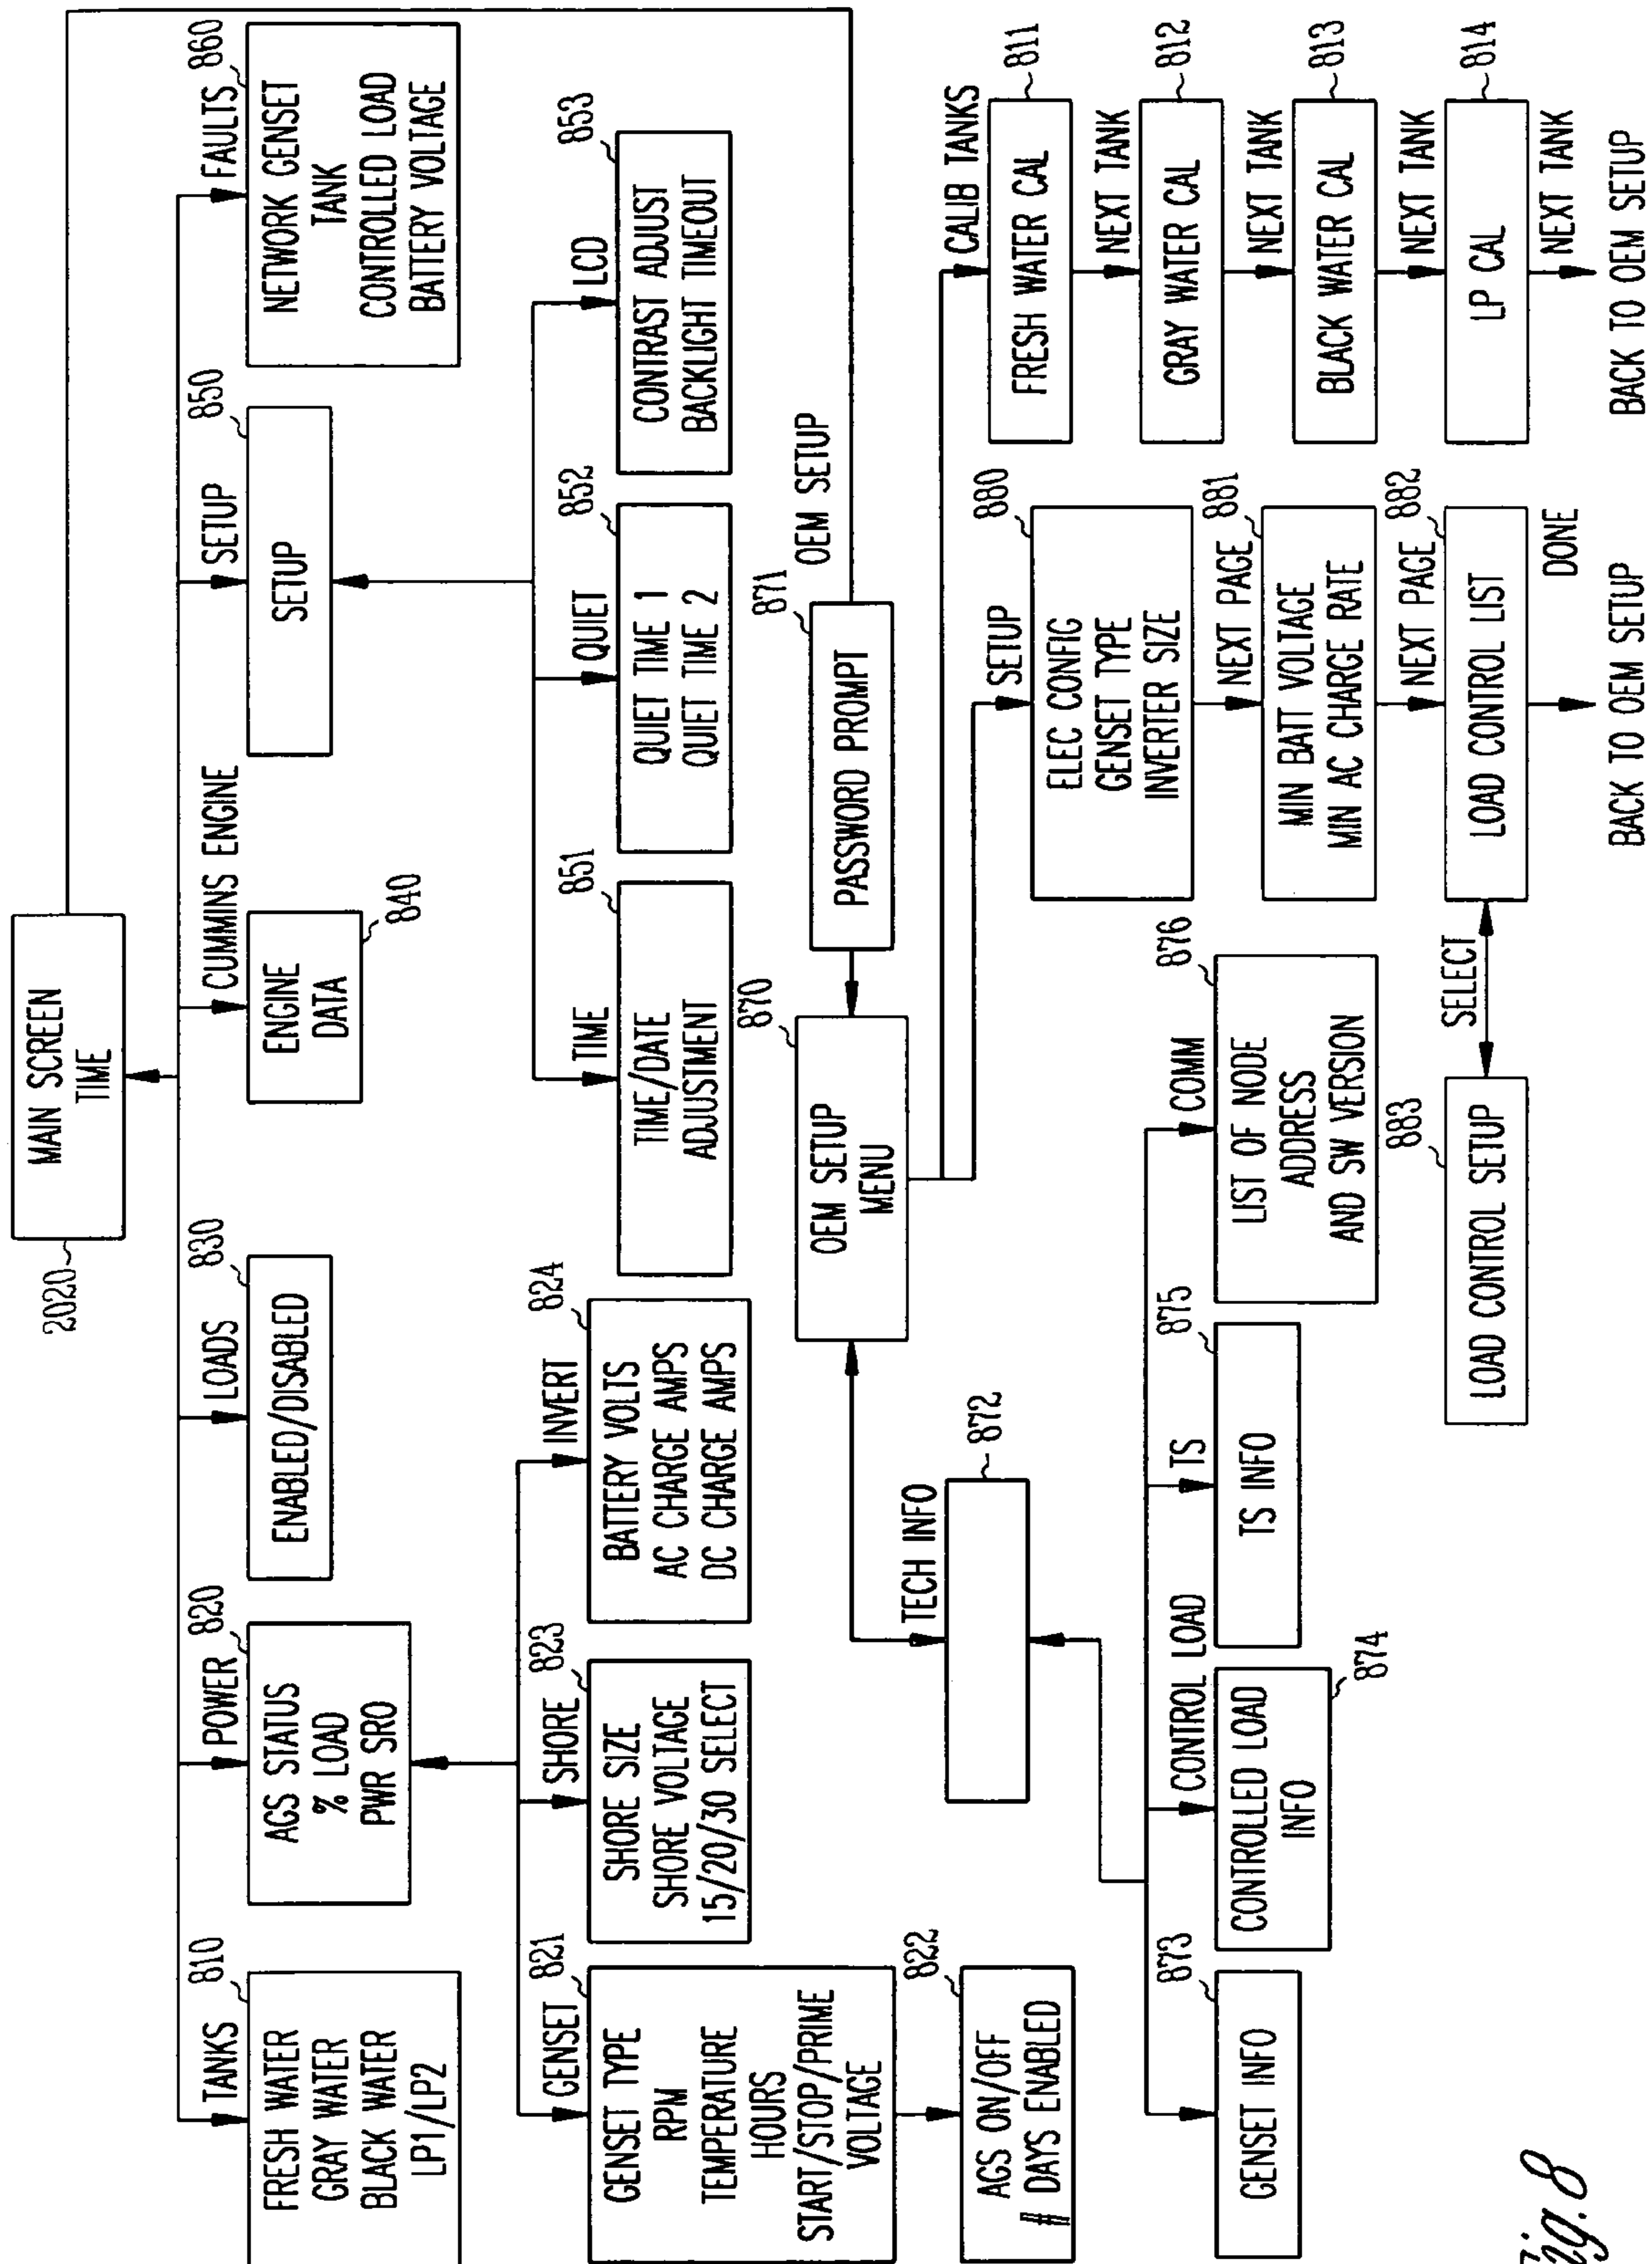 MAIN SCREEN
TIME
2020
TANKS
810
FRESH WATER
GRAY WATER
BLACK WATER
LP1/LP2
POWER
820
AGS STATUS
% LOAD
PWR SRO
LOADS
830
ENABLED/DISABLED
CUMMINS ENGINE
ENGINE
DATA
840
SETUP
850
SETUP
FAULTS
860
NETWORK GENSET
TANK
CONTROLLED LOAD
BATTERY VOLTAGE
GENSET
821
GENSET TYPE
RPM
TEMPERATURE
HOURS
START/STOP/PRIME
VOLTAGE
822
AGS ON/OFF
# DAYS ENABLED
SHORE
823
SHORE SIZE
SHORE VOLTAGE
15/20/30 SELECT
INVERT
824
BATTERY VOLTS
AC CHARGE AMPS
DC CHARGE AMPS
TIME
851
TIME/DATE
ADJUSTMENT
QUIET
852
QUIET TIME 1
QUIET TIME 2
LCD
853
CONTRAST ADJUST
BACKLIGHT TIMEOUT
870
OEM SETUP
MENU
871
PASSWORD PROMPT
OEM SETUP
TECH INFO
872
873
GENSET INFO
CONTROL LOAD
CONTROLLED LOAD
INFO
874
TS
875
TS INFO
COMM
876
LIST OF NODE
ADDRESS
AND SW VERSION
SETUP
880
ELEC CONFIG
GENSET TYPE
INVERTER SIZE
NEXT PAGE
881
MIN BATT VOLTAGE
MIN AC CHARGE RATE
NEXT PAGE
882
LOAD CONTROL LIST
SELECT
883
LOAD CONTROL SETUP
DONE
BACK TO OEM SETUP
CALIB TANKS
FRESH WATER CAL
811
NEXT TANK
GRAY WATER CAL
812
NEXT TANK
BLACK WATER CAL
813
NEXT TANK
LP CAL
814
NEXT TANK
BACK TO OEM SETUP
Fig. 8